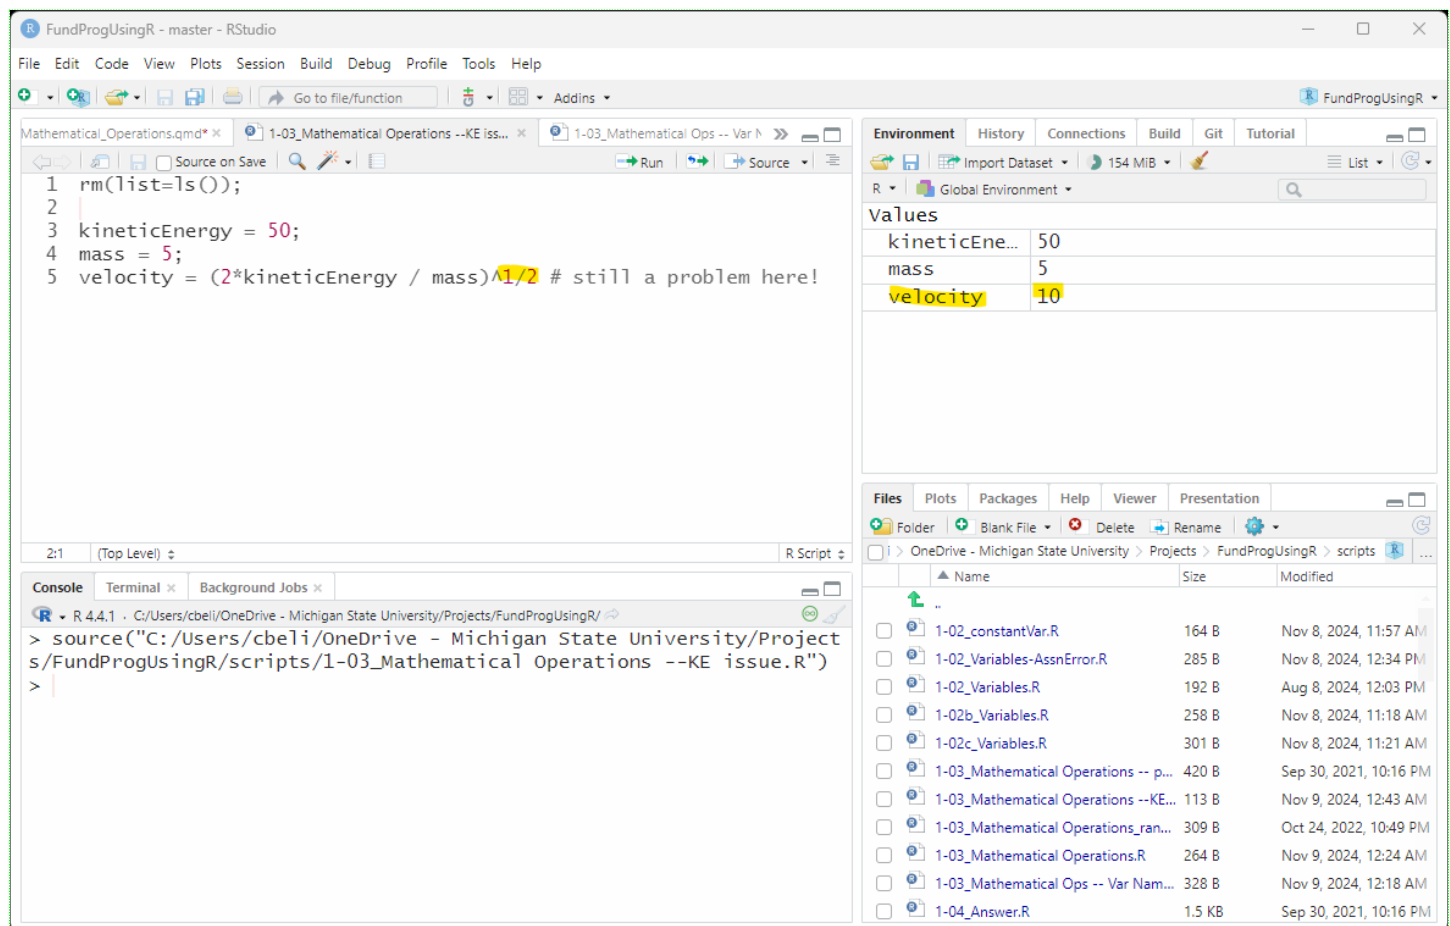 FundProgUsingR - master - RStudio
File Edit Code View Plots Session Build Debug Profile Tools Help
Go to file/function Addins FundProgUsingR
Mathematical_Operations.qmd* 1-03_Mathematical Operations --KE iss... 1-03_Mathematical Ops -- Var N
Source on Save Run Source
1 rm(list=ls());
2
3 kineticEnergy = 50;
4 mass = 5;
5 velocity = (2*kineticEnergy / mass)^1/2 # still a problem here!
2:1 (Top Level) R Script
Console Terminal Background Jobs
R 4.4.1 · C:/Users/cbeli/OneDrive - Michigan State University/Projects/FundProgUsingR/
> source("C:/Users/cbeli/OneDrive - Michigan State University/Project
s/FundProgUsingR/scripts/1-03_Mathematical Operations --KE issue.R")
>
Environment History Connections Build Git Tutorial
Import Dataset 154 MiB List
R Global Environment
Values
kineticEne… 50
mass 5
velocity 10
Files Plots Packages Help Viewer Presentation
Folder Blank File Delete Rename
i > OneDrive - Michigan State University > Projects > FundProgUsingR > scripts ...
Name Size Modified
..
1-02_constantVar.R 164 B Nov 8, 2024, 11:57 AM
1-02_Variables-AssnError.R 285 B Nov 8, 2024, 12:34 PM
1-02_Variables.R 192 B Aug 8, 2024, 12:03 PM
1-02b_Variables.R 258 B Nov 8, 2024, 11:18 AM
1-02c_Variables.R 301 B Nov 8, 2024, 11:21 AM
1-03_Mathematical Operations -- p... 420 B Sep 30, 2021, 10:16 PM
1-03_Mathematical Operations --KE... 113 B Nov 9, 2024, 12:43 AM
1-03_Mathematical Operations_ran... 309 B Oct 24, 2022, 10:49 PM
1-03_Mathematical Operations.R 264 B Nov 9, 2024, 12:24 AM
1-03_Mathematical Ops -- Var Nam... 328 B Nov 9, 2024, 12:18 AM
1-04_Answer.R 1.5 KB Sep 30, 2021, 10:16 PM